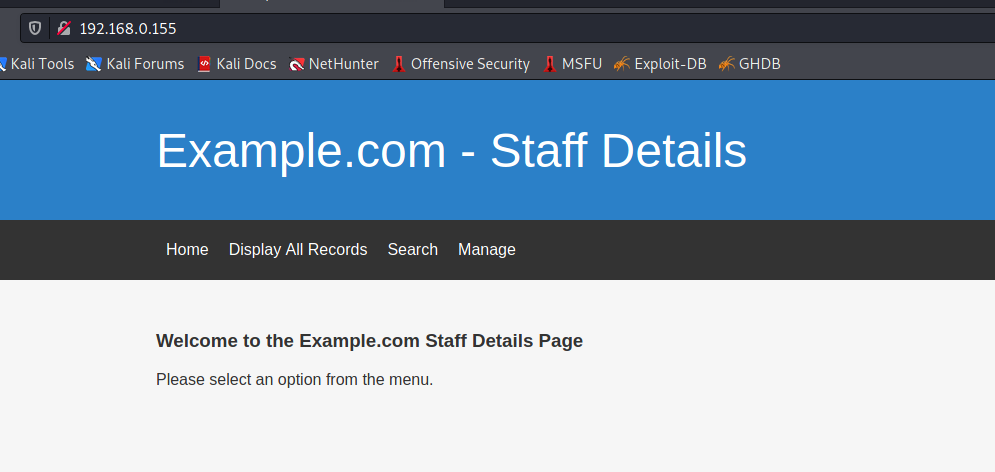 192.168.0.155
Kali Tools Kali Forums Kali Docs NetHunter Offensive Security MSFU Exploit-DB GHDB
Example.com - Staff Details
Home Display All Records Search Manage
Welcome to the Example.com Staff Details Page
Please select an option from the menu.